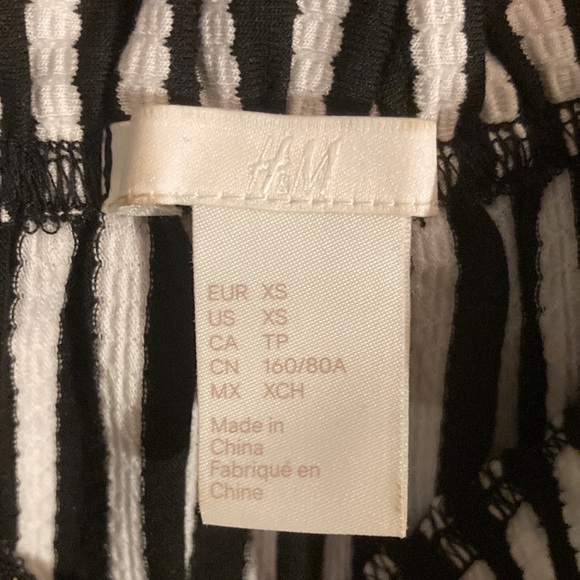 H&M
EUR XS
US XS
CA TP
CN 160/80A
MX XCH
Made in
China
Fabriqué en
Chine